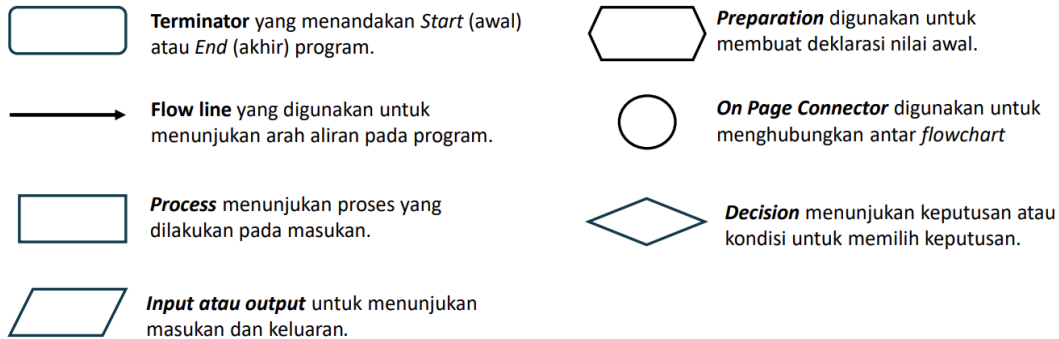 Terminator yang menandakan Start (awal)
atau End (akhir) program.
Flow line yang digunakan untuk
menunjukan arah aliran pada program.
Process menunjukan proses yang
dilakukan pada masukan.
Input atau output untuk menunjukan
masukan dan keluaran.
Preparation digunakan untuk
membuat deklarasi nilai awal.
On Page Connector digunakan untuk
menghubungkan antar flowchart
Decision menunjukan keputusan atau
kondisi untuk memilih keputusan.